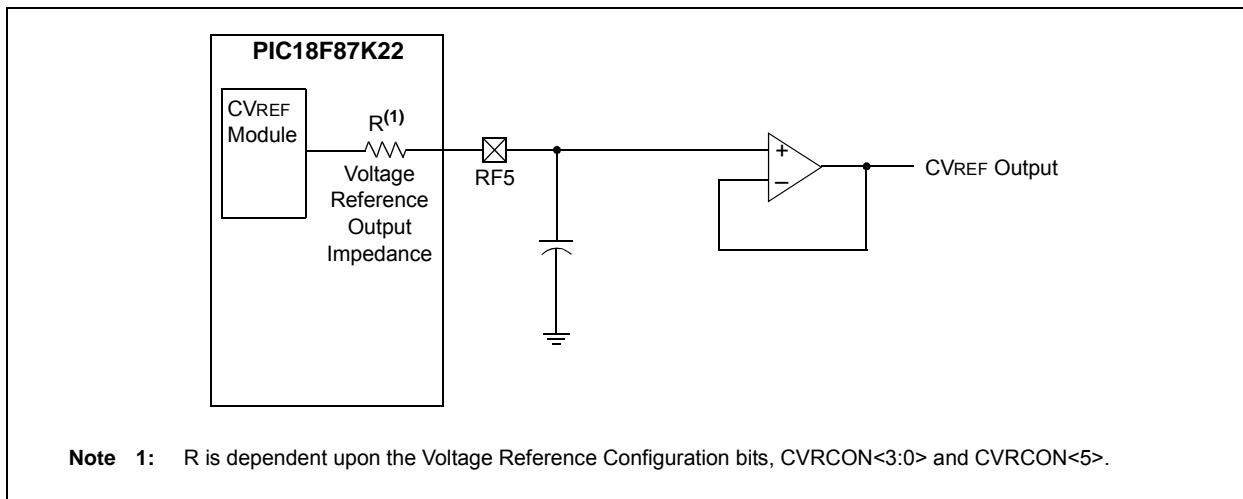 PIC18F87K22
CVREF
Module
R(1)
Voltage
Reference
Output
Impedance
RF5
+
–
CVREF Output
Note 1: R is dependent upon the Voltage Reference Configuration bits, CVRCON<3:0> and CVRCON<5>.